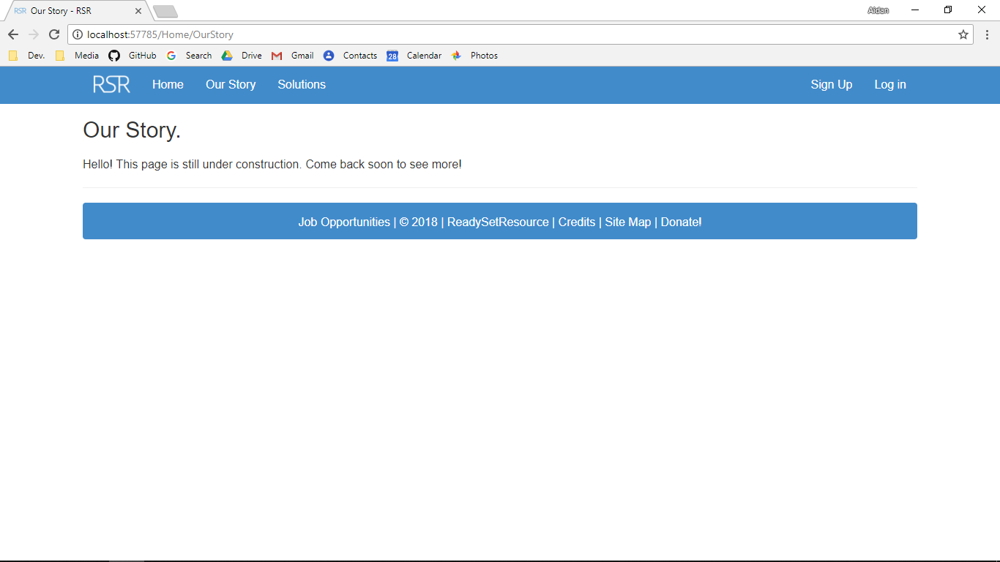 RSR Our Story - RSR
Aidan
localhost:57785/Home/OurStory
Dev. Media GitHub Search Drive Gmail Contacts 28 Calendar Photos
RSR Home Our Story Solutions Sign Up Log in
Our Story.
Hello! This page is still under construction. Come back soon to see more!
Job Opportunities | © 2018 | ReadySetResource | Credits | Site Map | Donate!